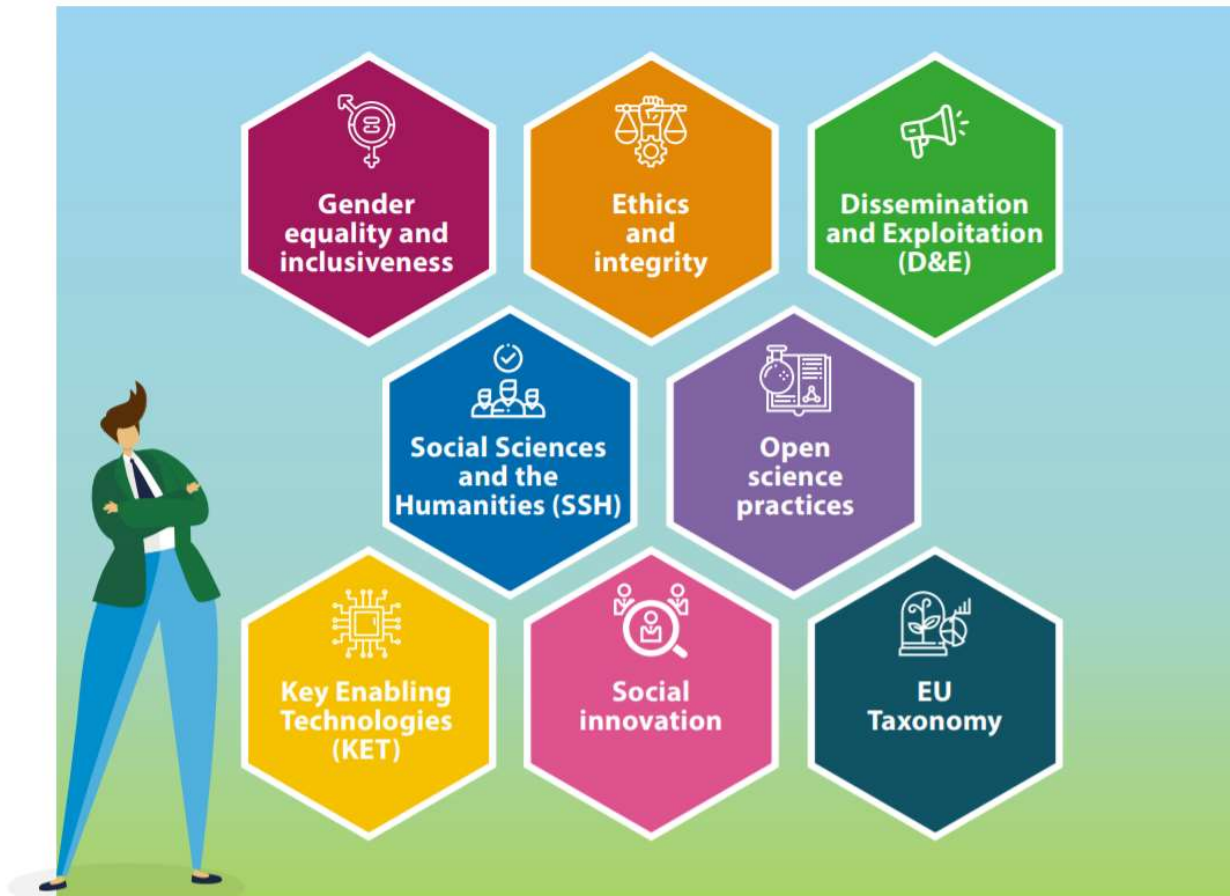 Gender
equality and
inclusiveness
Ethics
and
integrity
Dissemination
and Exploitation
(D&E)
Social Sciences
and the
Humanities (SSH)
Open
science
practices
Key Enabling
Technologies
(KET)
Social
innovation
EU
Taxonomy